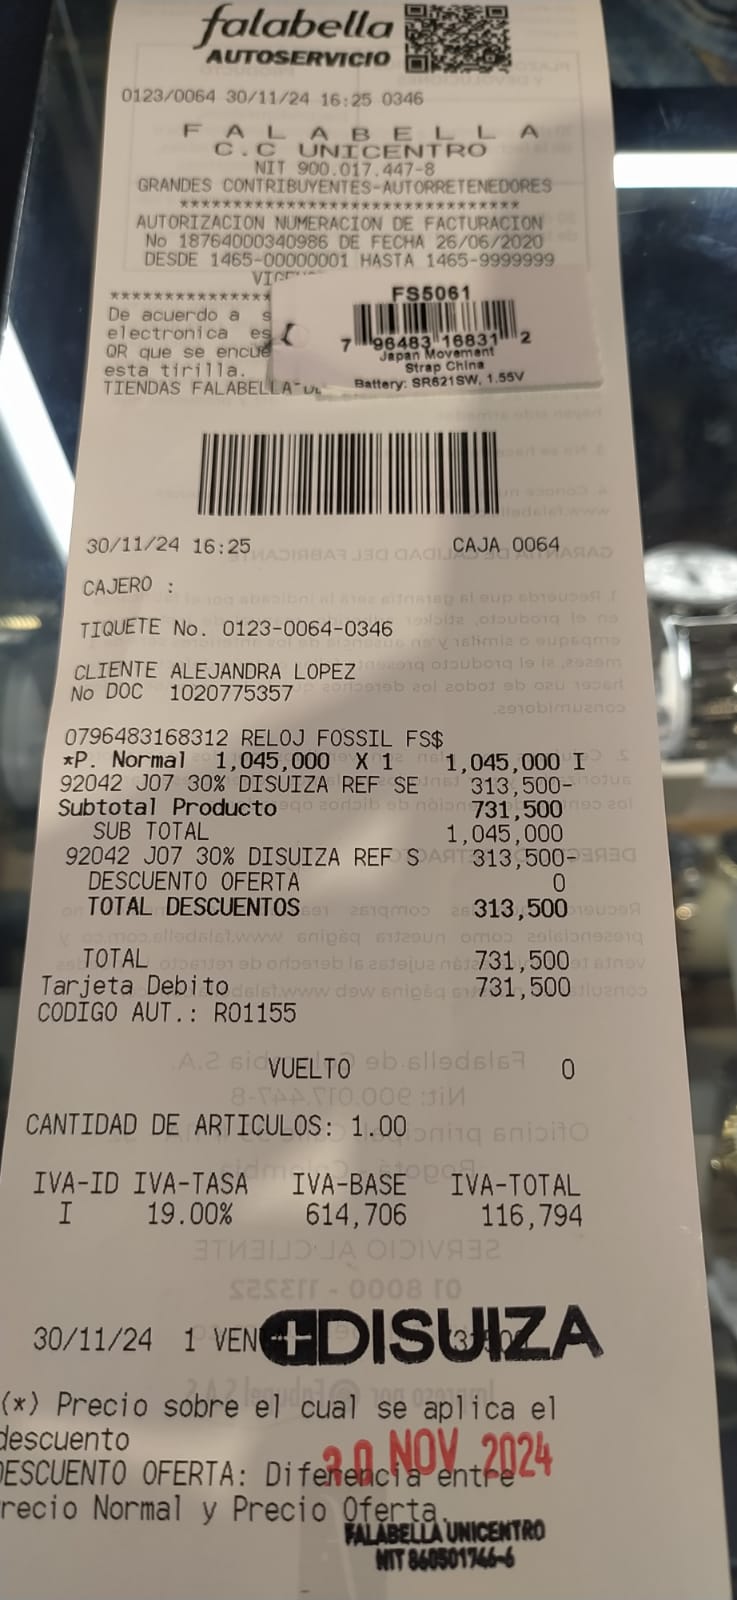 falabella
AUTOSERVICIO
0123/0064 30/11/24 16:25 0346
F A L A B E L L A
C.C UNICENTRO
NIT 900.017.447-8
GRANDES CONTRIBUYENTES-AUTORRETENEDORES
*******************************
AUTORIZACION NUMERACION DE FACTURACION
No 18764000340986 DE FECHA 26/06/2020
DESDE 1465-00000001 HASTA 1465-9999999
***************
De acuerdo a s
electronica es
QR que se encue
esta tirilla.
TIENDAS FALABELLA
FS5061
7 96483 16831 2
Japan Movement
Strap China
Battery: SR621SW, 1.55V
30/11/24 16:25 CAJA 0064
CAJERO :
TIQUETE No. 0123-0064-0346
CLIENTE ALEJANDRA LOPEZ
No DOC 1020775357
0796483168312 RELOJ FOSSIL FS$
*P. Normal 1,045,000 X 1 1,045,000 I
92042 J07 30% DISUIZA REF SE 313,500-
Subtotal Producto 731,500
SUB TOTAL 1,045,000
92042 J07 30% DISUIZA REF S 313,500-
DESCUENTO OFERTA 0
TOTAL DESCUENTOS 313,500
TOTAL 731,500
Tarjeta Debito 731,500
CODIGO AUT.: R01155
VUELTO 0
CANTIDAD DE ARTICULOS: 1.00
IVA-ID IVA-TASA IVA-BASE IVA-TOTAL
I 19.00% 614,706 116,794
30/11/24 1 VEN
DISUIZA
(*) Precio sobre el cual se aplica el
descuento
DESCUENTO OFERTA: Diferencia entre
recio Normal y Precio Oferta.
30 NOV 2024
FALABELLA UNICENTRO
NIT 860501766-6